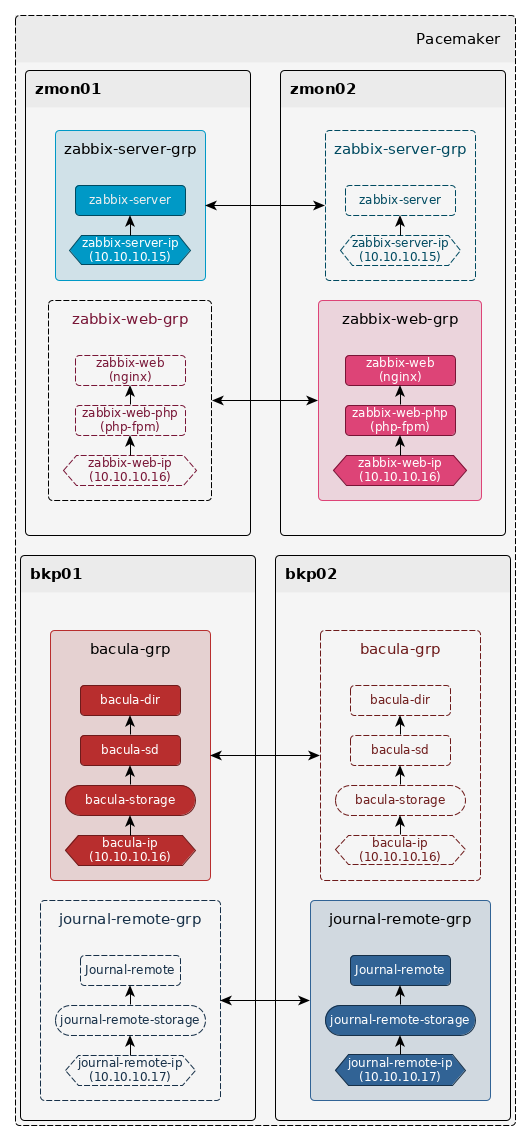 Pacemaker
zmon01
zabbix-server-grp
zabbix-server
zabbix-server-ip
(10.10.10.15)
zabbix-web-grp
zabbix-web
(nginx)
zabbix-web-php
(php-fpm)
zabbix-web-ip
(10.10.10.16)
zmon02
zabbix-server-grp
zabbix-server
zabbix-server-ip
(10.10.10.15)
zabbix-web-grp
zabbix-web
(nginx)
zabbix-web-php
(php-fpm)
zabbix-web-ip
(10.10.10.16)
bkp01
bacula-grp
bacula-dir
bacula-sd
bacula-storage
bacula-ip
(10.10.10.16)
journal-remote-grp
Journal-remote
journal-remote-storage
journal-remote-ip
(10.10.10.17)
bkp02
bacula-grp
bacula-dir
bacula-sd
bacula-storage
bacula-ip
(10.10.10.16)
journal-remote-grp
Journal-remote
journal-remote-storage
journal-remote-ip
(10.10.10.17)